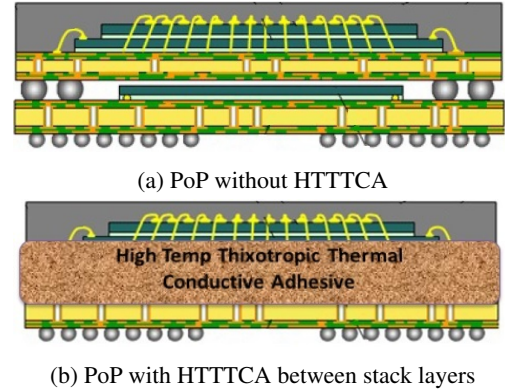 (a) PoP without HTTTCA
High Temp Thixotropic Thermal
Conductive Adhesive
(b) PoP with HTTTCA between stack layers